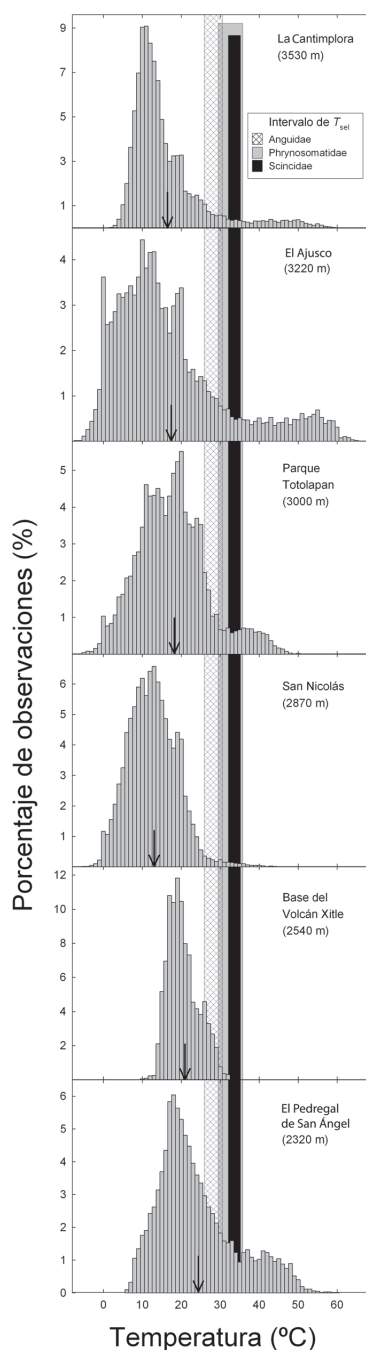 Porcentaje de observaciones (%)
9
7
5
3
1
La Cantimplora
(3530 m)
Intervalo de Tsel
Anguidae
Phrynosomatidae
Scincidae
4
3
2
1
El Ajusco
(3220 m)
5
4
3
2
1
Parque
Totolapan
(3000 m)
6
5
4
3
2
1
San Nicolás
(2870 m)
12
10
8
6
4
2
Base del
Volcán Xitle
(2540 m)
6
5
4
3
2
1
0
El Pedregal
de San Ángel
(2320 m)
0 10 20 30 40 50 60
Temperatura (ºC)